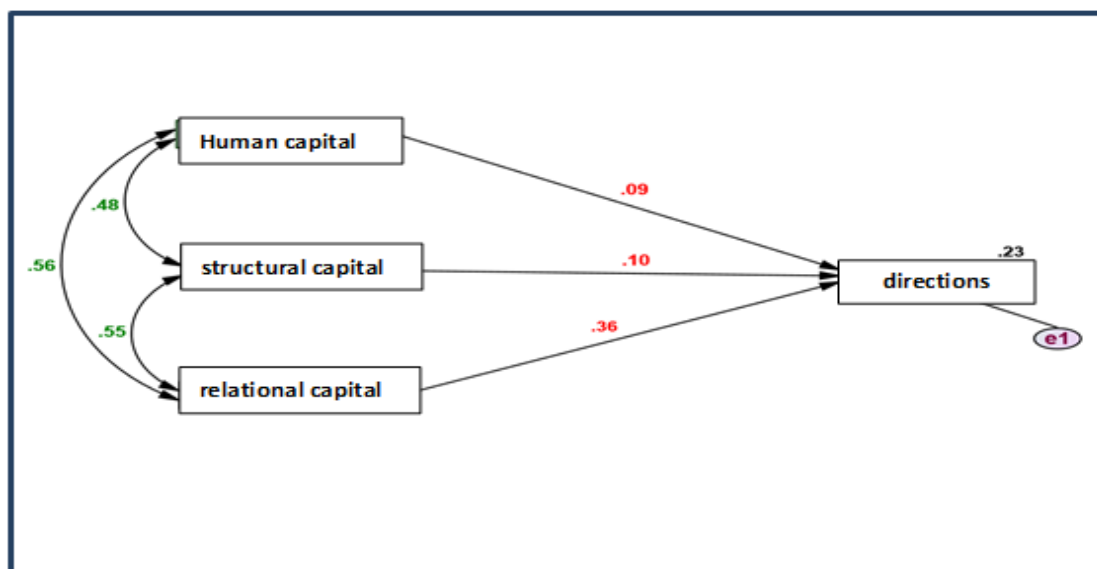 Human capital
.09
.48
.56
structural capital
.10
.23
directions
.55
.36
e1
relational capital